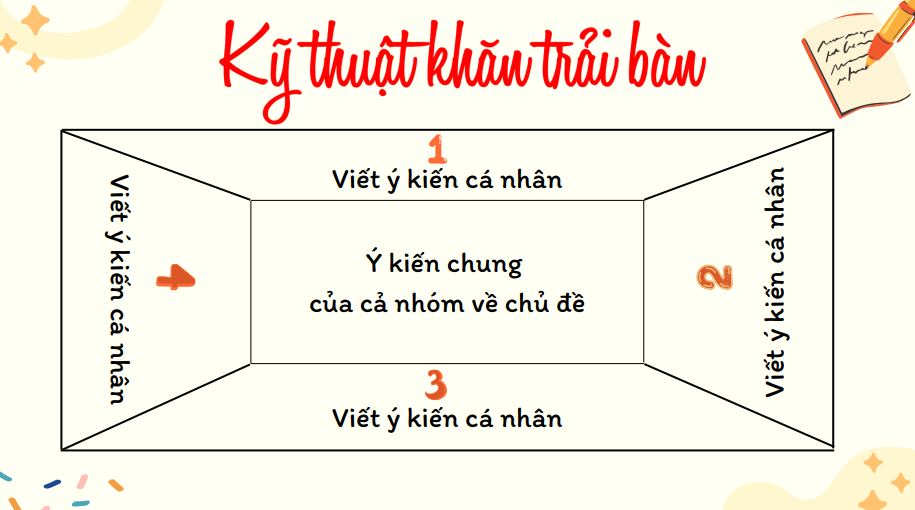 Kỹ thuật khăn trải bàn
1
Viết ý kiến cá nhân
2
Viết ý kiến cá nhân
3
Viết ý kiến cá nhân
4
Viết ý kiến cá nhân
Ý kiến chung
của cả nhóm về chủ đề